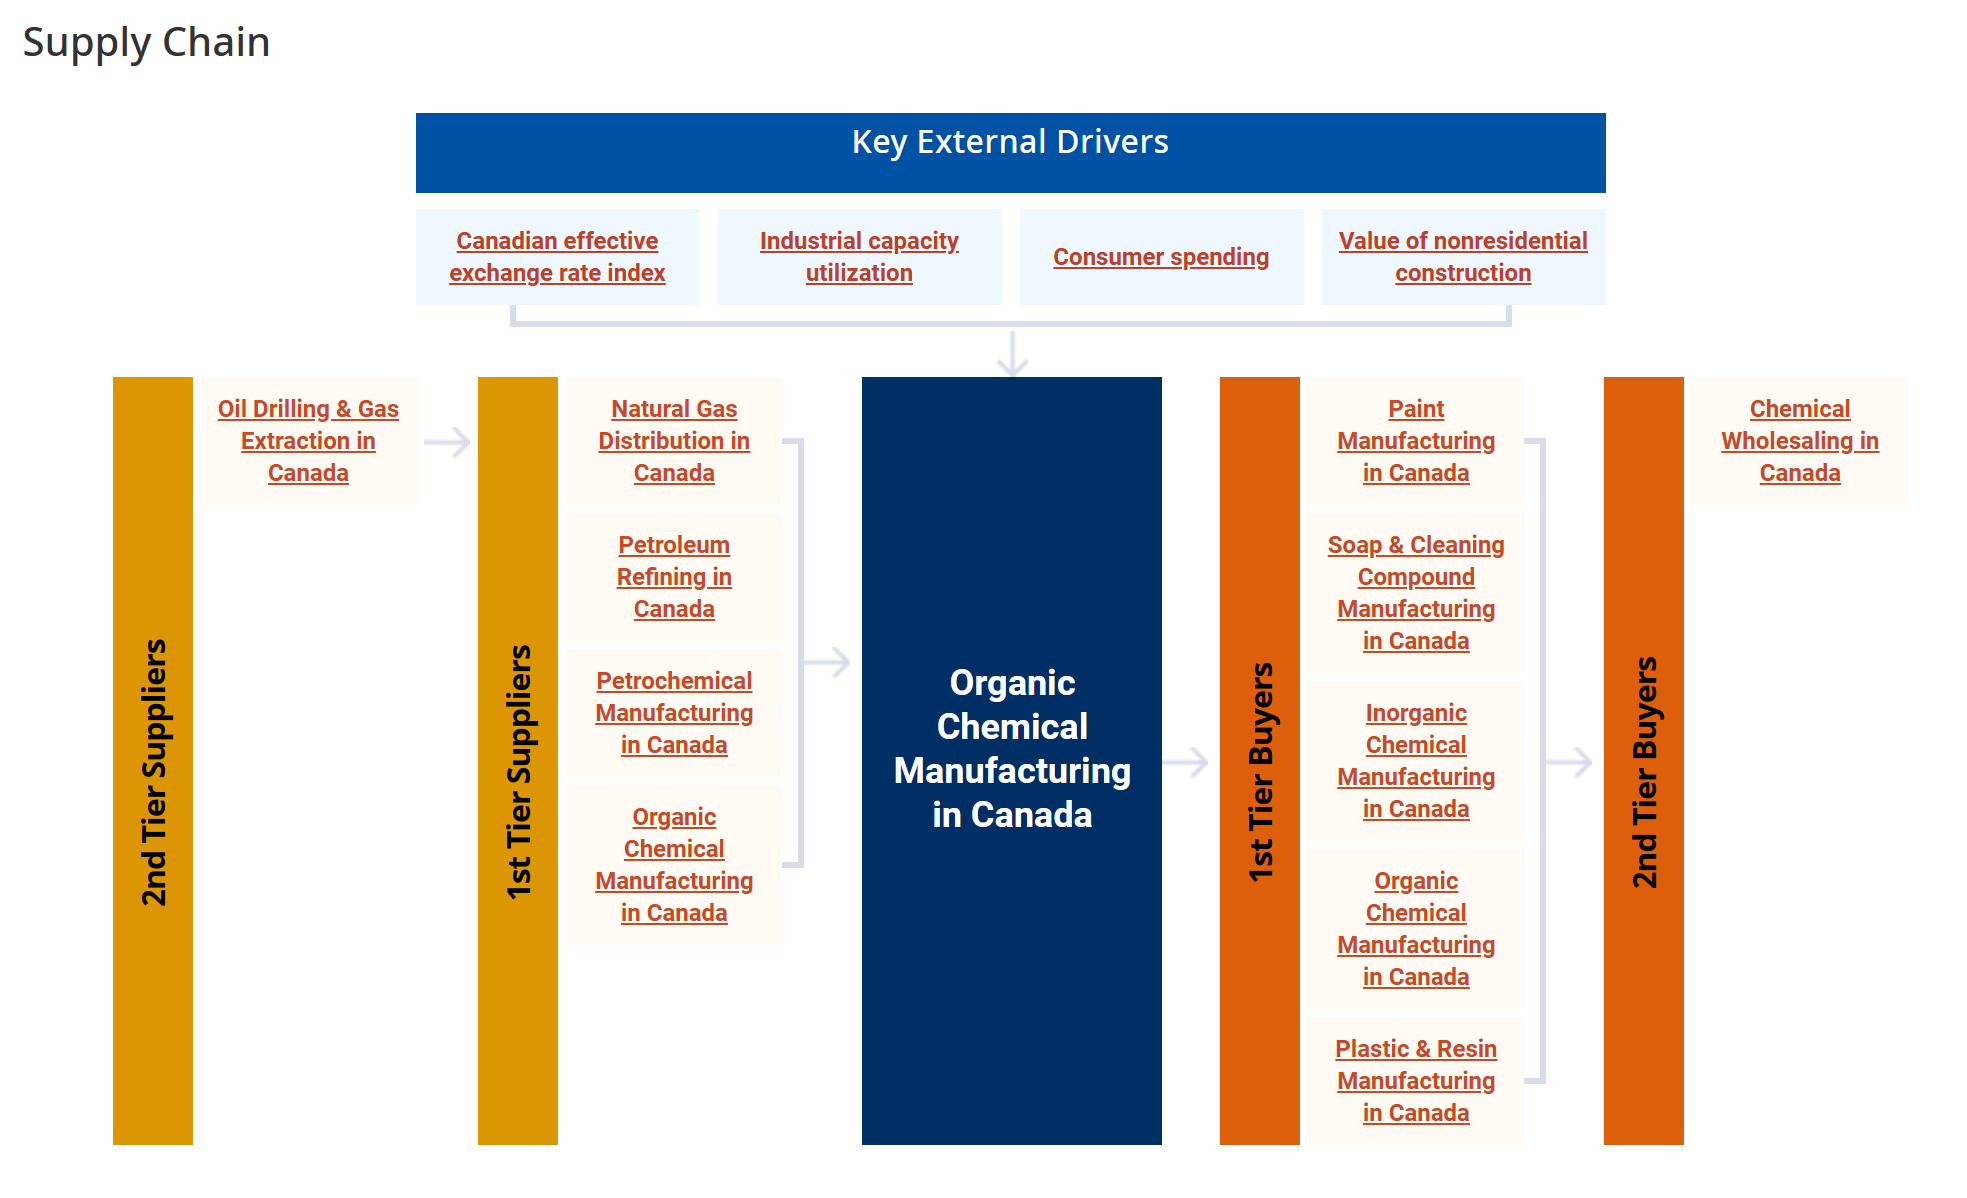 Supply Chain
Key External Drivers
Canadian effective
exchange rate index
Industrial capacity
utilization
Consumer spending
Value of nonresidential
construction
2nd Tier Suppliers
Oil Drilling & Gas
Extraction in
Canada
1st Tier Suppliers
Natural Gas
Distribution in
Canada
Petroleum
Refining in
Canada
Petrochemical
Manufacturing
in Canada
Organic
Chemical
Manufacturing
in Canada
Organic
Chemical
Manufacturing
in Canada
1st Tier Buyers
Paint
Manufacturing
in Canada
Soap & Cleaning
Compound
Manufacturing
in Canada
Inorganic
Chemical
Manufacturing
in Canada
Organic
Chemical
Manufacturing
in Canada
Plastic & Resin
Manufacturing
in Canada
2nd Tier Buyers
Chemical
Wholesaling in
Canada